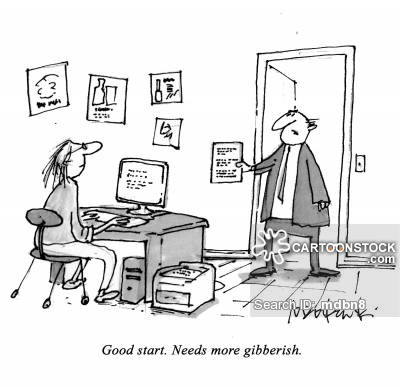 CARTOONSTOCK
.com
Search ID: mdbn8
Good start. Needs more gibberish.